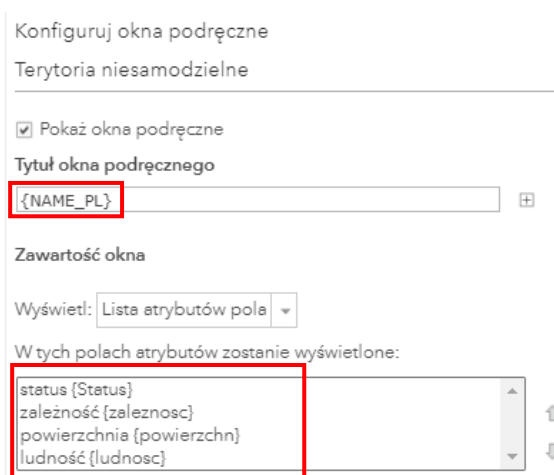 Konfiguruj okna podręczne
Terytoria niesamodzielne
Pokaż okna podręczne
Tytuł okna podręcznego
{NAME_PL}
Zawartość okna
Wyświetl: Lista atrybutów pola
W tych polach atrybutów zostanie wyświetlone:
status {Status}
zależność {zaleznosc}
powierzchnia {powierzchn}
ludność {ludnosc}